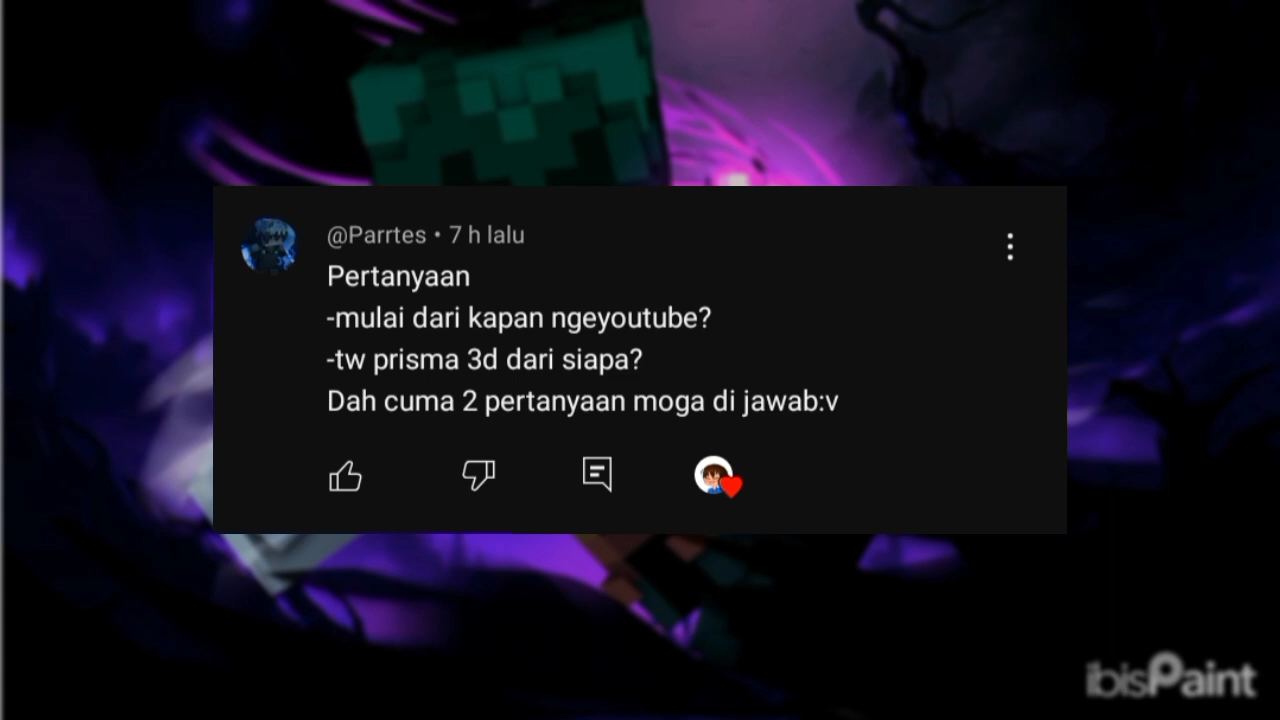 @Parrtes • 7 h lalu
Pertanyaan
-mulai dari kapan ngeyoutube?
-tw prisma 3d dari siapa?
Dah cuma 2 pertanyaan moga di jawab:v
ibisPaint